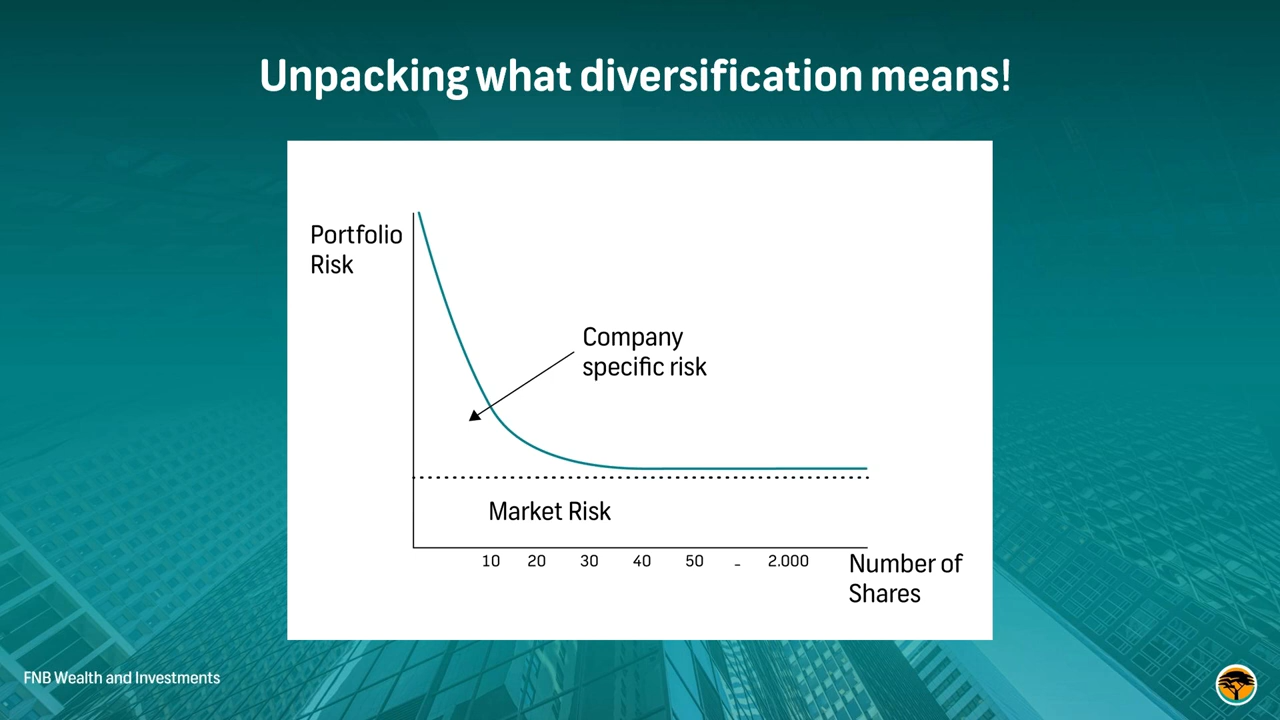 Unpacking what diversification means!
Portfolio
Risk
Company
specific risk
Market Risk
10 20 30 40 50 - 2.000
Number of
Shares
FNB Wealth and Investments